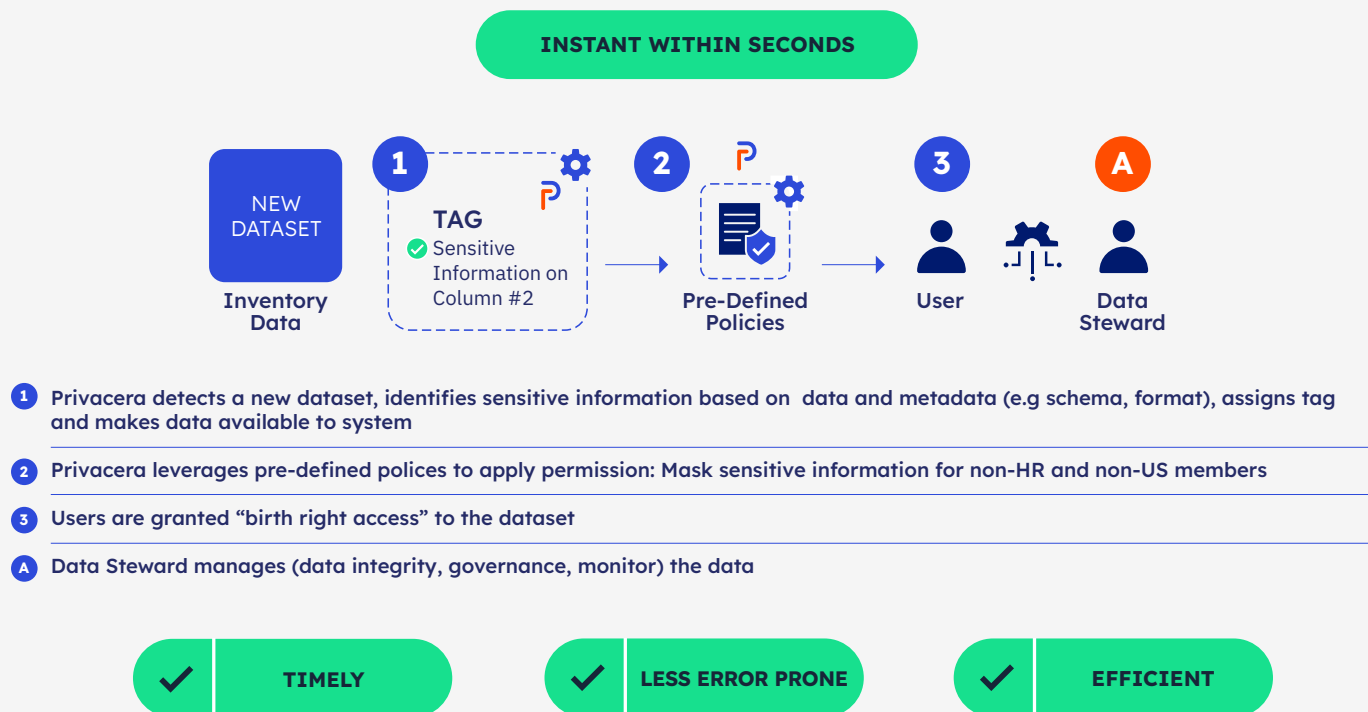 INSTANT WITHIN SECONDS
1
2
3
A
NEW
DATASET
TAG
Sensitive
Information on
Column #2
Inventory
Data
Pre-Defined
Policies
User
Data
Steward
1 Privacera detects a new dataset, identifies sensitive information based on data and metadata (e.g schema, format), assigns tag
and makes data available to system
2 Privacera leverages pre-defined polices to apply permission: Mask sensitive information for non-HR and non-US members
3 Users are granted “birth right access” to the dataset
A Data Steward manages (data integrity, governance, monitor) the data
TIMELY
LESS ERROR PRONE
EFFICIENT